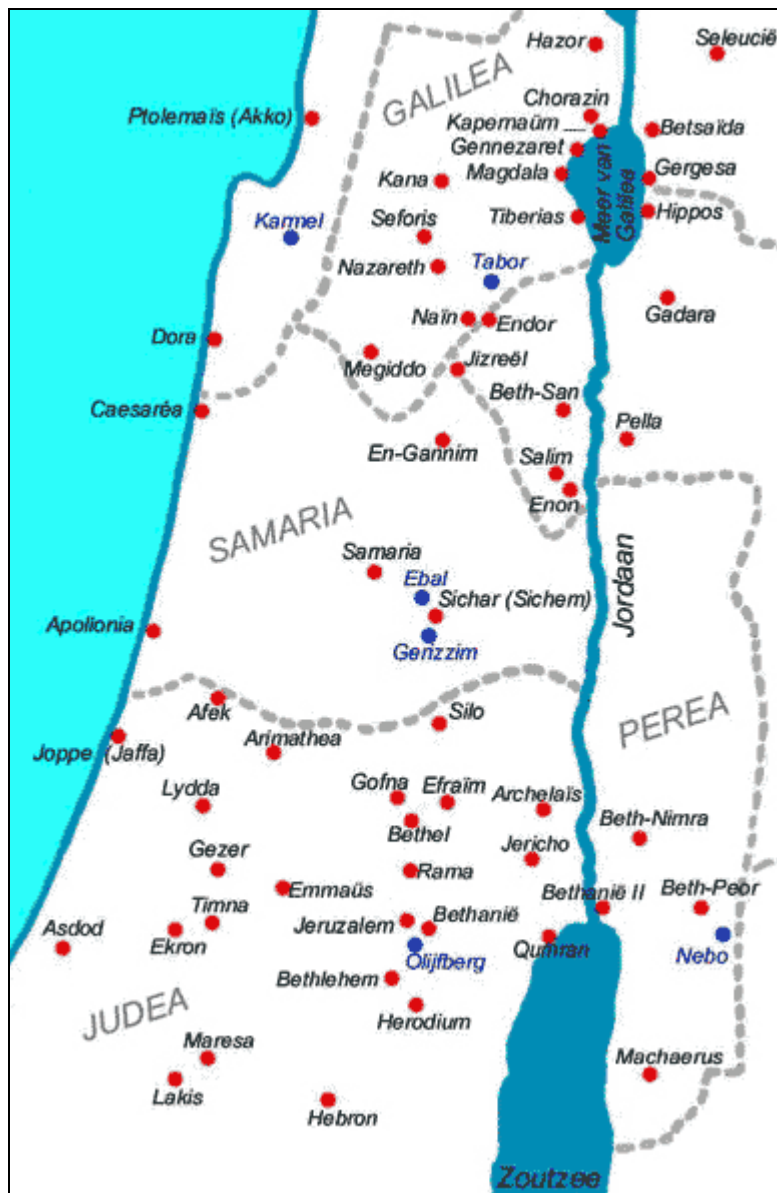 Hazor
Seleucië
GALILEA
Chorazin
Ptolemaïs (Akko)
Kapernaüm
Betsaïda
Gennezaret
Magdala
Gergesa
Kana
Meer van
Galilea
Hippos
Karmel
Seforis
Tiberias
Nazareth
Tabor
Gadara
Naïn
Endor
Dora
Megiddo
Jizreël
Caesaréa
Beth-San
Pella
En-Gannim
Salim
Enon
SAMARIA
Samaria
Ebal
Sichar (Sichem)
Jordaan
Apollonia
Gerizzim
Afek
Silo
PEREA
Joppe (Jaffa)
Arimathea
Lydda
Gofna
Efraïm
Archelaïs
Bethel
Beth-Nimra
Gezer
Rama
Jericho
Emmaüs
Bethanië II
Beth-Peor
Timna
Jeruzalem
Bethanië
Asdod
Ekron
Olijfberg
Qumran
Nebo
Bethlehem
JUDEA
Herodium
Maresa
Machaerus
Lakis
Hebron
Zoutzee